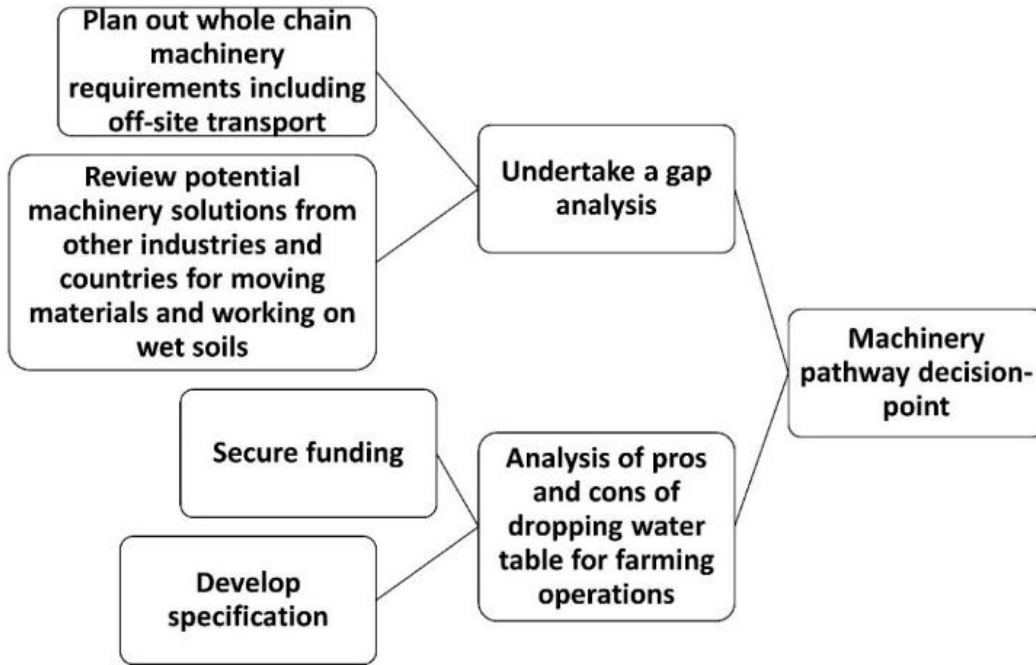 Plan out whole chain
machinery
requirements including
off-site transport
Review potential
machinery solutions from
other industries and
countries for moving
materials and working on
wet soils
Undertake a gap
analysis
Secure funding
Develop
specification
Analysis of pros
and cons of
dropping water
table for farming
operations
Machinery
pathway decision-
point